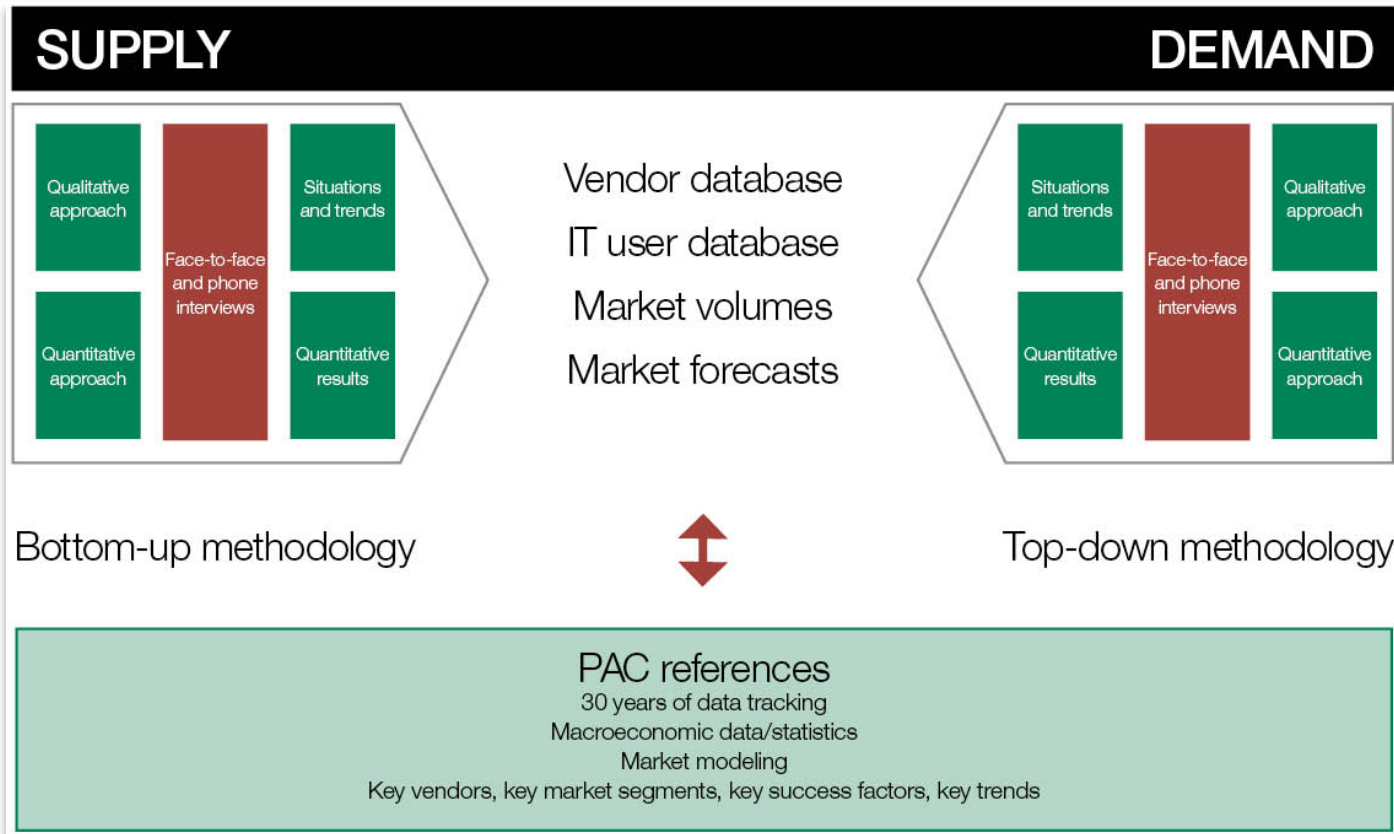 SUPPLY
DEMAND
Qualitative
approach
Quantitative
approach
Face-to-face
and phone
interviews
Situations
and trends
Quantitative
results
Vendor database
IT user database
Market volumes
Market forecasts
Situations
and trends
Quantitative
results
Face-to-face
and phone
interviews
Qualitative
approach
Quantitative
approach
Bottom-up methodology
Top-down methodology
PAC references
30 years of data tracking
Macroeconomic data/statistics
Market modeling
Key vendors, key market segments, key success factors, key trends